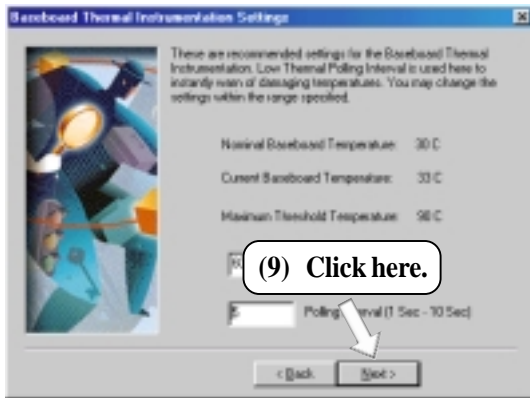 Baseboard Thermal Instrumentation Settings
These are recommended settings for the Baseboard Thermal
Instrumentation. Low Thermal Polling Interval is used here to
instantly warn of damaging temperatures. You may change the
settings within the range specified.
Nominal Baseboard Temperature: 30 C
Current Baseboard Temperature: 33 C
Maximum Threshold Temperature: 90 C
(9) Click here.
Polling (1 Sec - 10 Sec)
< Back
Next >